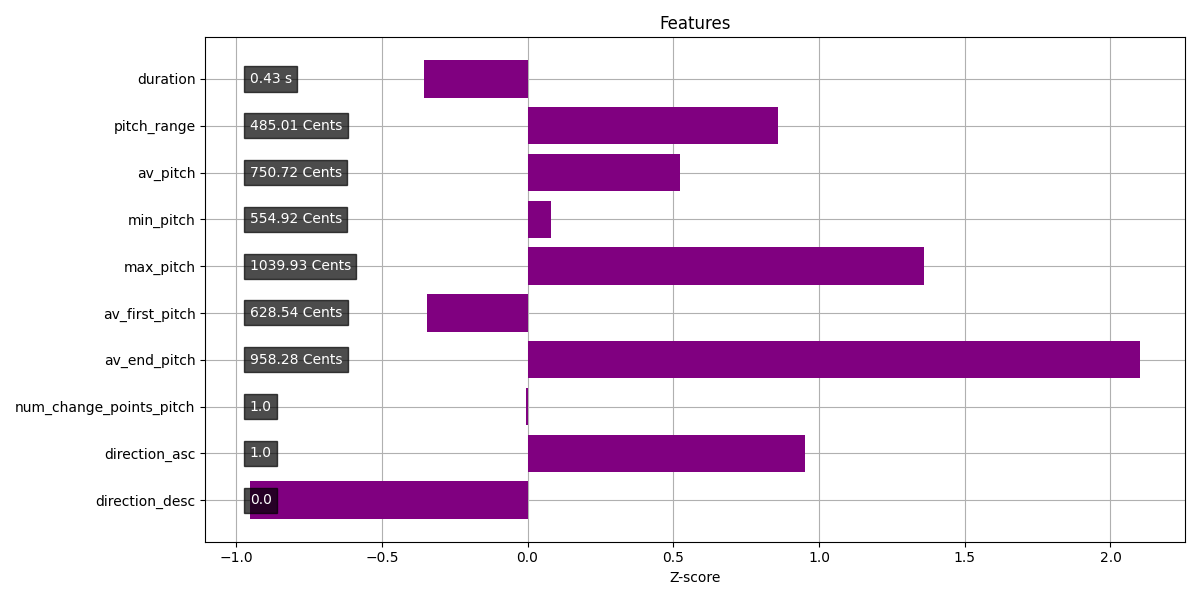 Features
duration 0.43 s
pitch_range 485.01 Cents
av_pitch 750.72 Cents
min_pitch 554.92 Cents
max_pitch 1039.93 Cents
av_first_pitch 628.54 Cents
av_end_pitch 958.28 Cents
num_change_points_pitch 1.0
direction_asc 1.0
direction_desc 0.0
−1.0 −0.5 0.0 0.5 1.0 1.5 2.0
Z-score